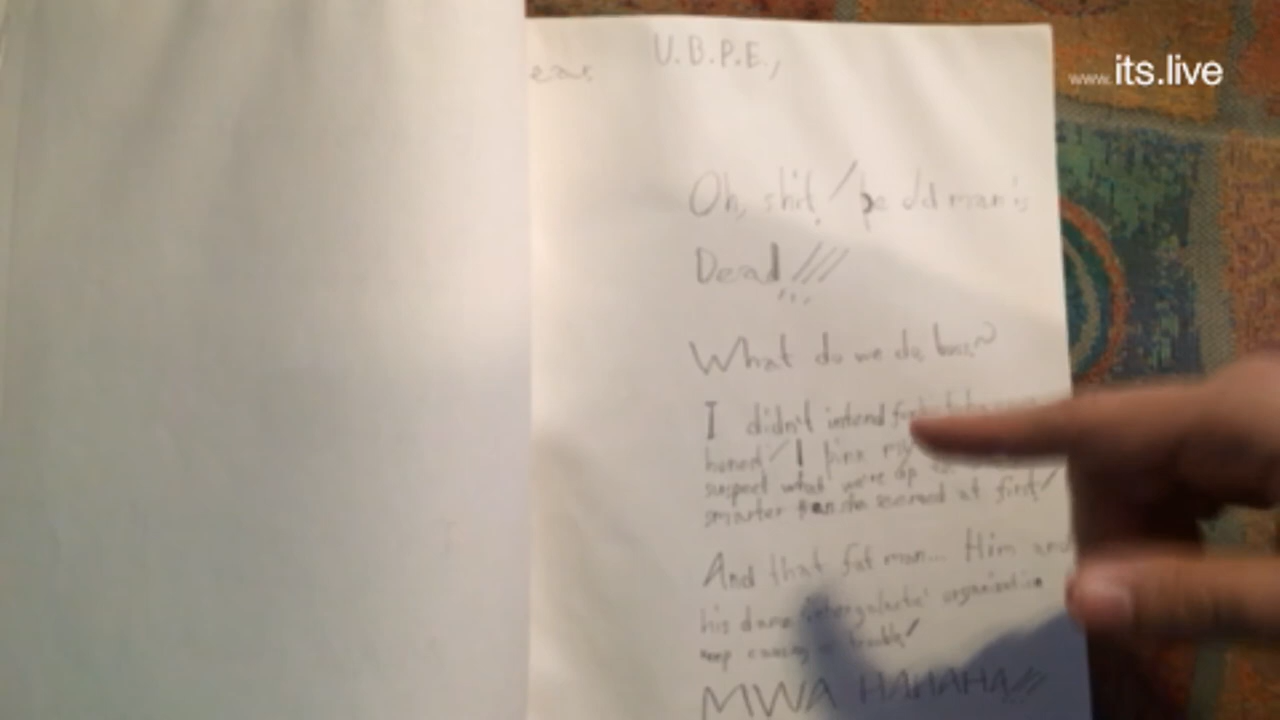 www.its.live
U.B.P.E.,
Oh, shit! he old man is
Dead!!!
What do we do, boss?
I didn't intend
suspect what we're up
smarter than he seemed at first!
And that fat man... Him and
his damn 'intergalactic' organization
keep causing trouble!
MWA HAHAHA!!!